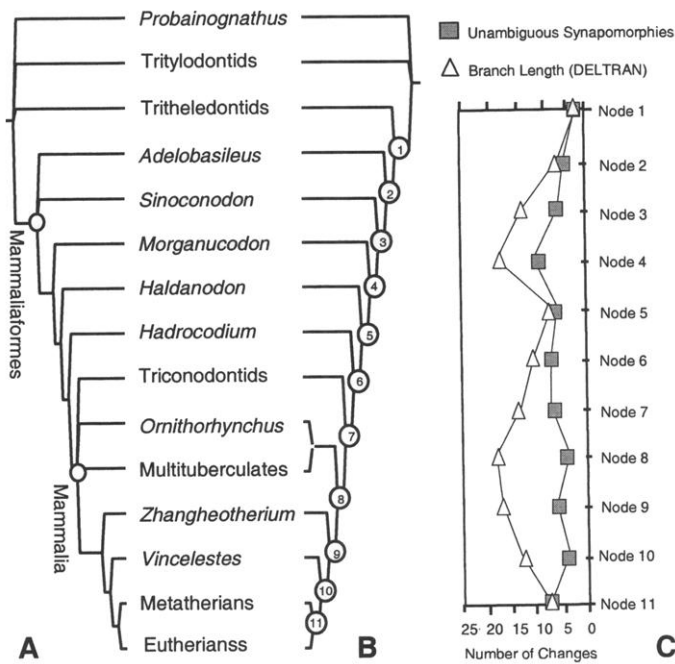 Probainognathus
Tritylodontids
Tritheledontids
Adelobasileus
Sinoconodon
Morganucodon
Haldanodon
Hadrocodium
Triconodontids
Ornithorhynchus
Multituberculates
Zhangheotherium
Vincelestes
Metatherians
Eutherianss
Mammaliaformes
Mammalia
A
1
2
3
4
5
6
7
8
9
10
11
B
Unambiguous Synapomorphies
Branch Length (DELTRAN)
Node 1
Node 2
Node 3
Node 4
Node 5
Node 6
Node 7
Node 8
Node 9
Node 10
Node 11
25 20 15 10 5 0
Number of Changes
C